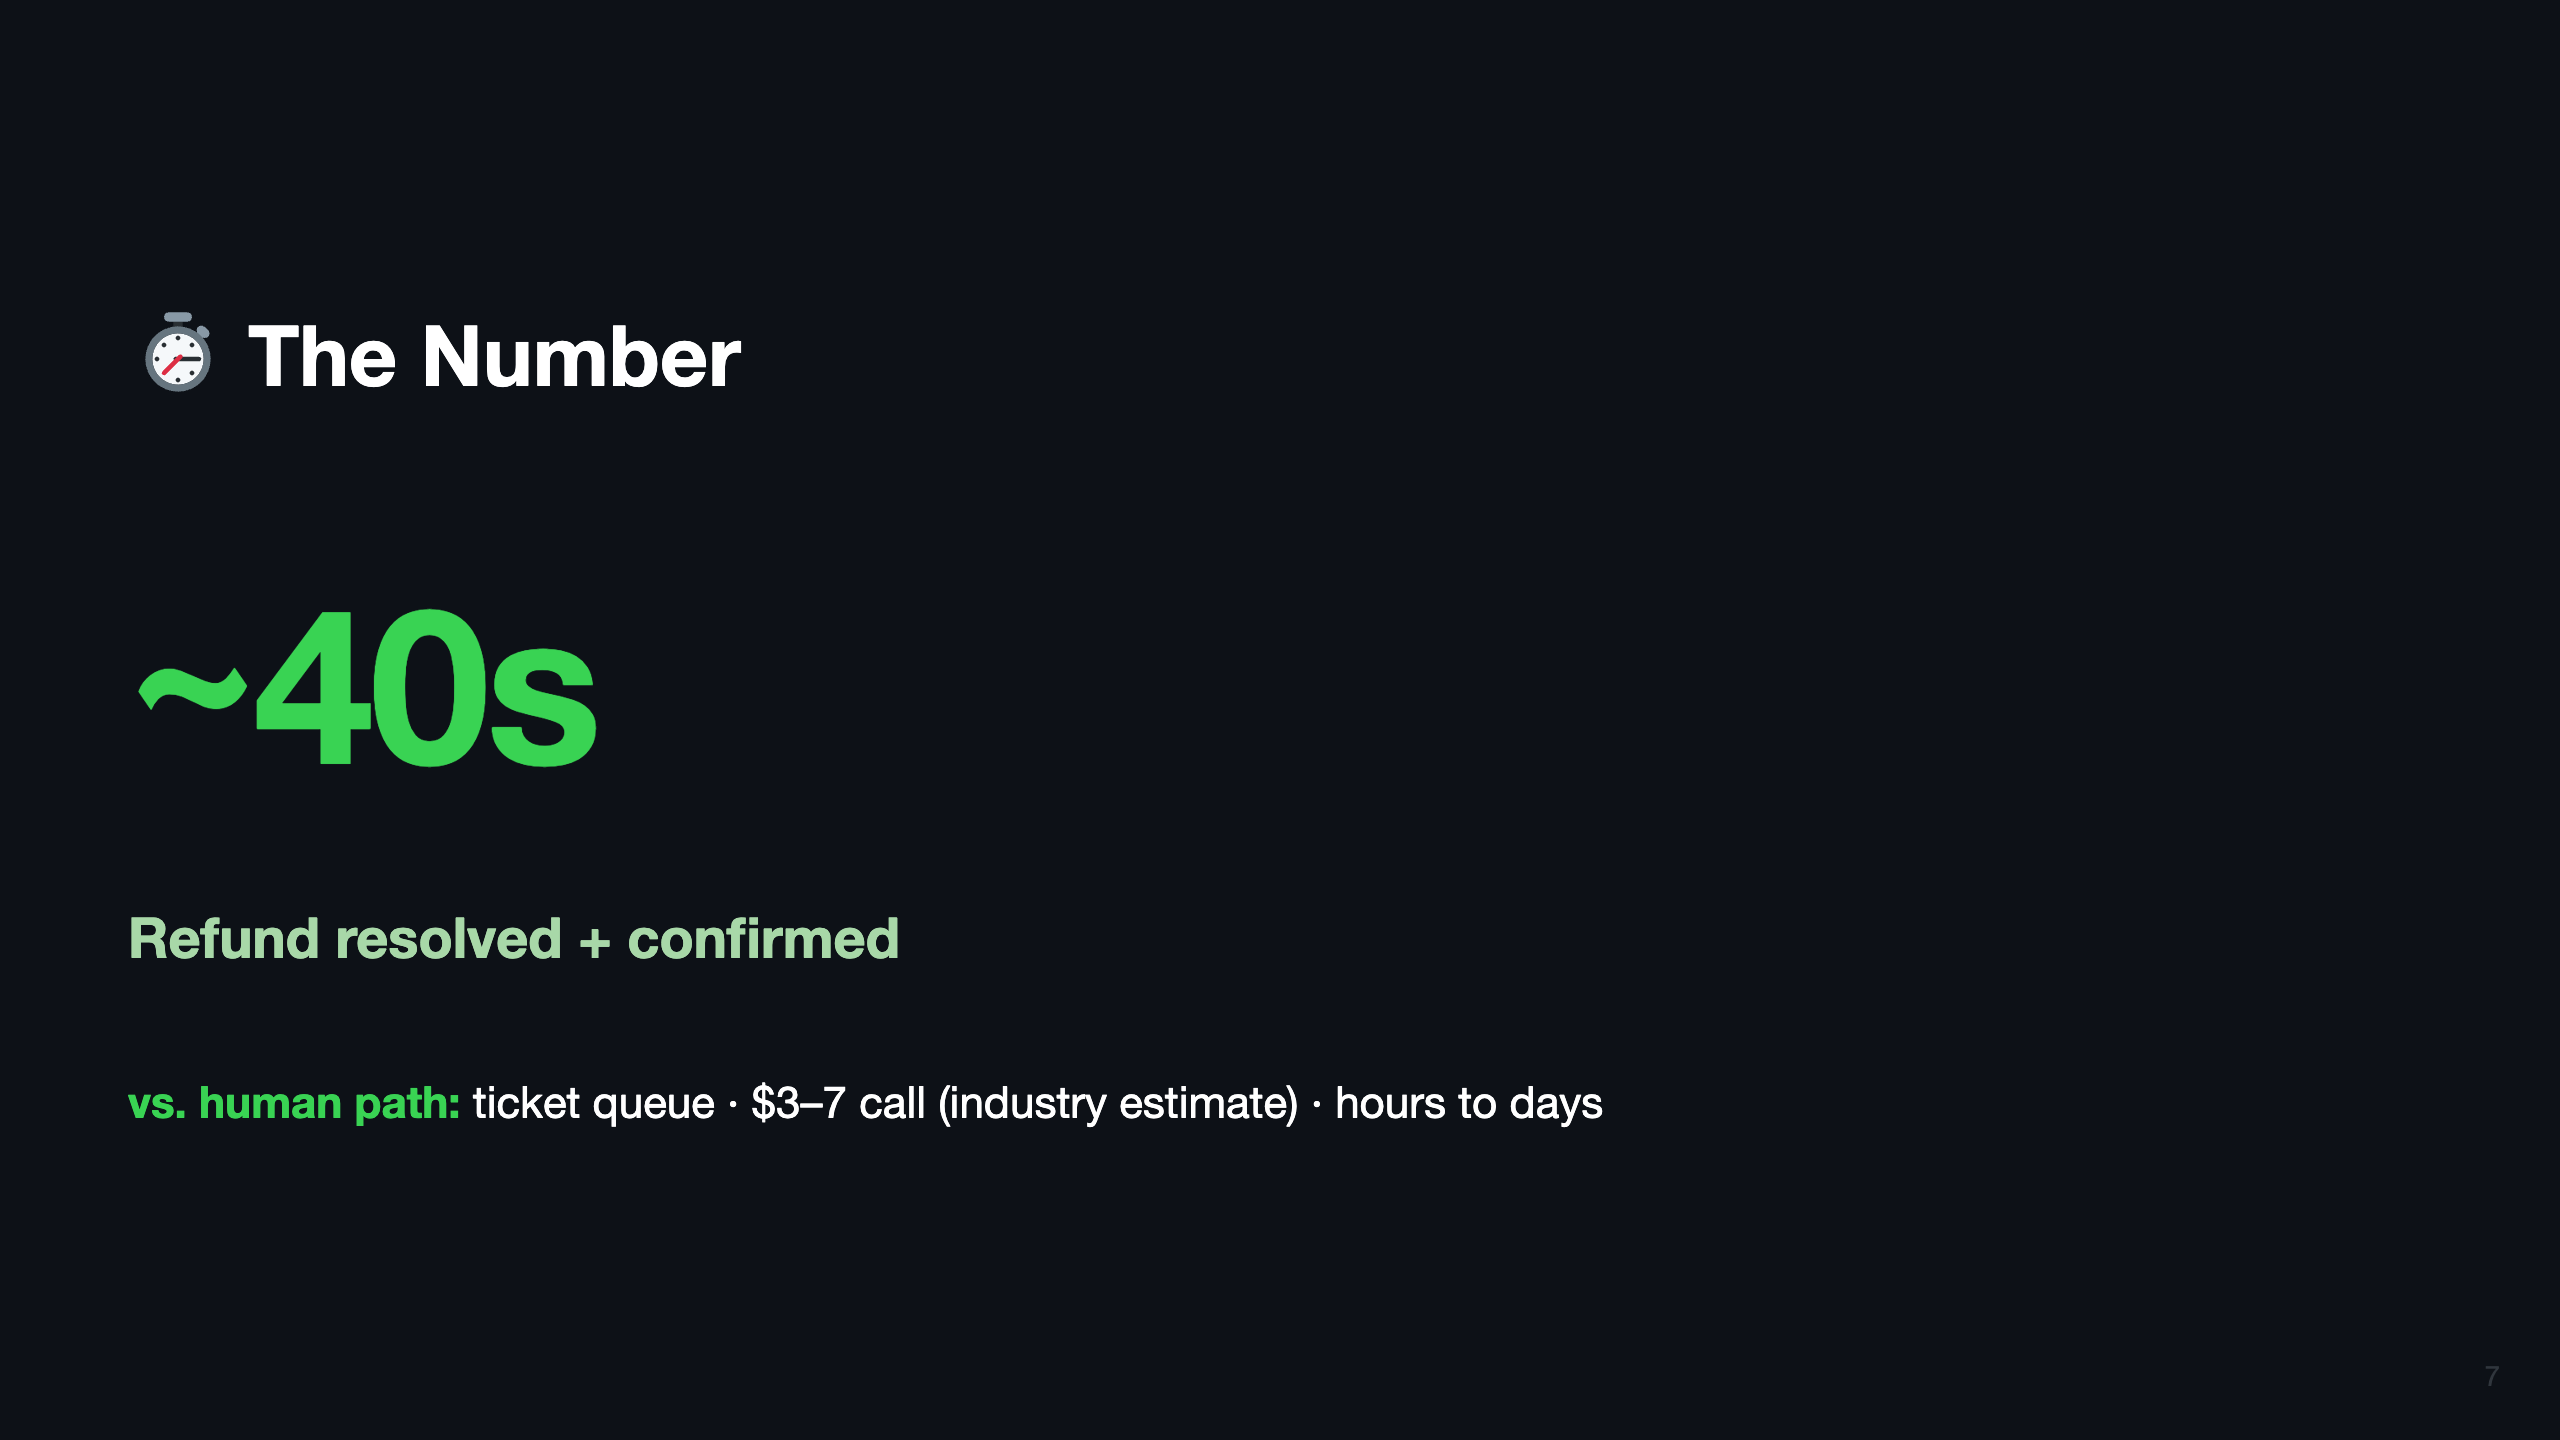 The Number
~40s
Refund resolved + confirmed
vs. human path: ticket queue · $3–7 call (industry estimate) · hours to days
7